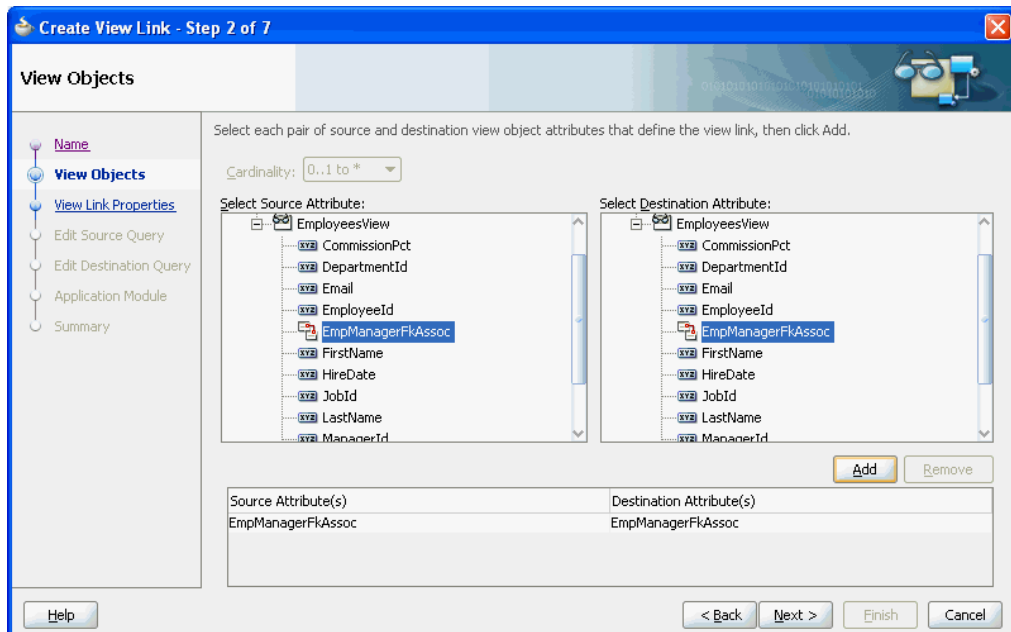 Create View Link - Step 2 of 7
View Objects
Select each pair of source and destination view object attributes that define the view link, then click Add.
Name
View Objects
View Link Properties
Edit Source Query
Edit Destination Query
Application Module
Summary
Cardinality: 0..1 to *
Select Source Attribute:
EmployeesView
CommissionPct
DepartmentId
Email
EmployeeId
EmpManagerFkAssoc
FirstName
HireDate
JobId
LastName
ManagerId
Select Destination Attribute:
EmployeesView
CommissionPct
DepartmentId
Email
EmployeeId
EmpManagerFkAssoc
FirstName
HireDate
JobId
LastName
ManagerId
Add Remove
Source Attribute(s) Destination Attribute(s)
EmpManagerFkAssoc EmpManagerFkAssoc
Help < Back Next > Finish Cancel